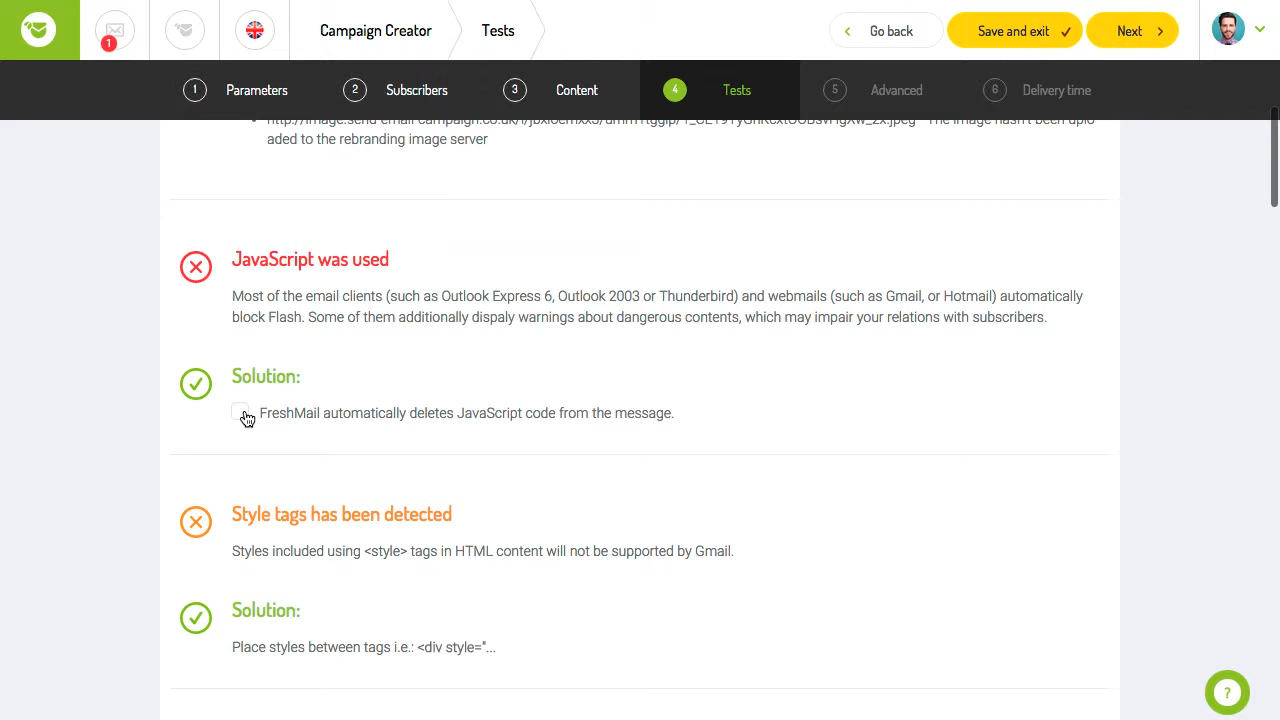 1
Campaign Creator
Tests
Go back
Save and exit
Next
1 Parameters
2 Subscribers
3 Content
4 Tests
5 Advanced
6 Delivery time
aded to the rebranding image server
JavaScript was used
Most of the email clients (such as Outlook Express 6, Outlook 2003 or Thunderbird) and webmails (such as Gmail, or Hotmail) automatically
block Flash. Some of them additionally dispaly warnings about dangerous contents, which may impair your relations with subscribers.
Solution:
FreshMail automatically deletes JavaScript code from the message.
Style tags has been detected
Styles included using <style> tags in HTML content will not be supported by Gmail.
Solution:
Place styles between tags i.e.: <div style="...
?